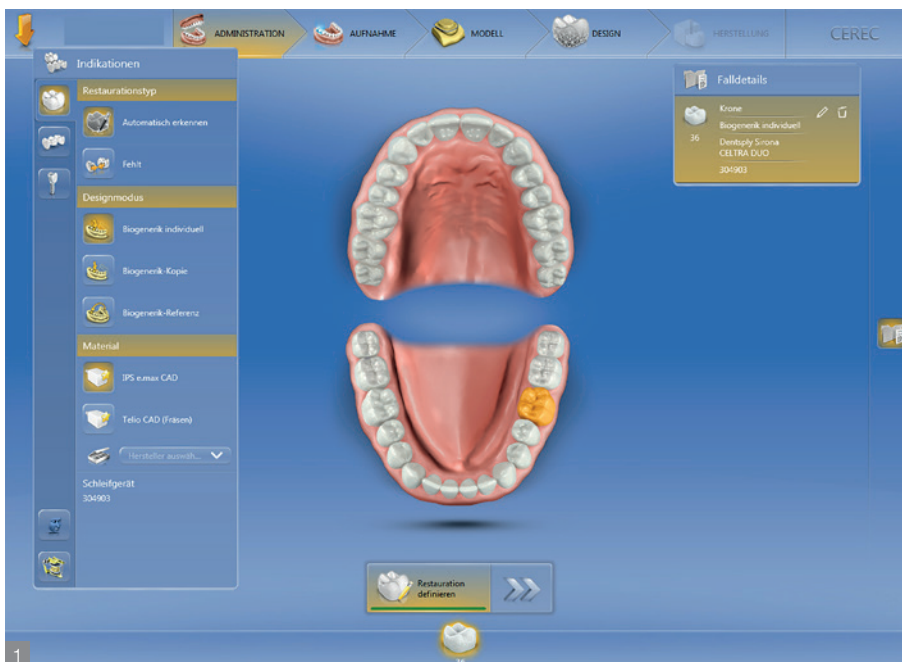 ADMINISTRATION
AUFNAHME
MODELL
DESIGN
HERSTELLUNG
CEREC
Indikationen
Restaurationstyp
Automatisch erkennen
Fehlt
Designmodus
Biogenerik individuell
Biogenerik-Kopie
Biogenerik-Referenz
Material
IPS e.max CAD
Telio CAD (Fräsen)
Hersteller auswäh...
Schleifgerät
304903
Falldetails
Krone
36
Biogenerik individuell
Dentsply Sirona
CELTRA DUO
304903
Restauration
definieren
36
1